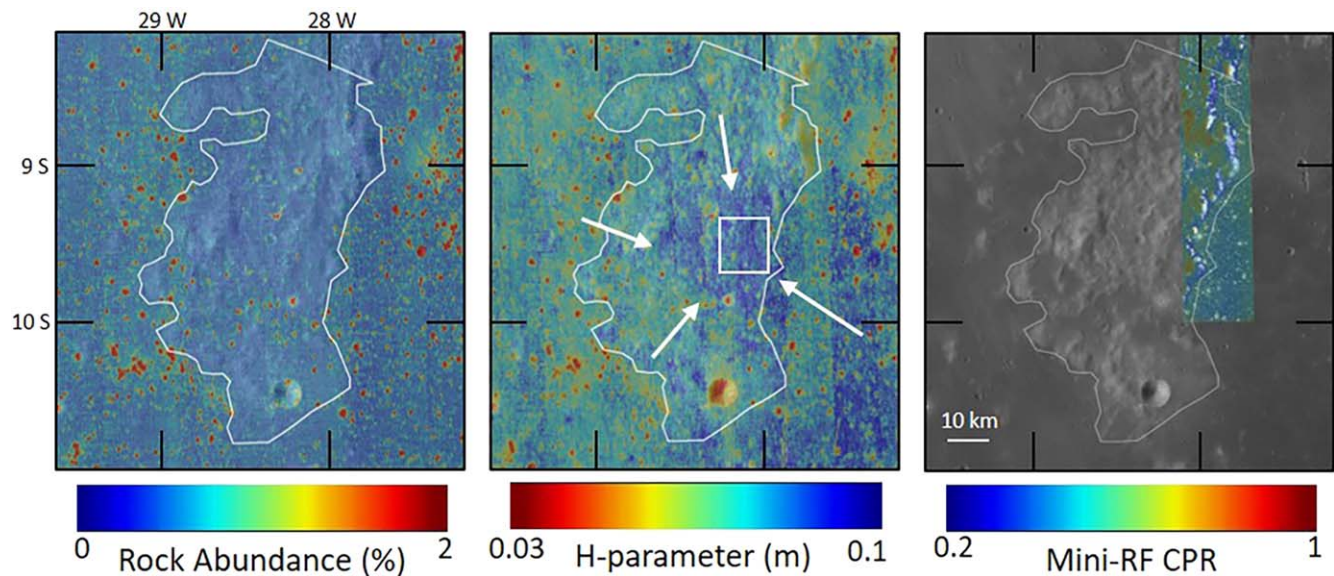 29 W 28 W
9 S
10 S
10 km
0 Rock Abundance (%) 2
0.03 H-parameter (m) 0.1
0.2 Mini-RF CPR 1